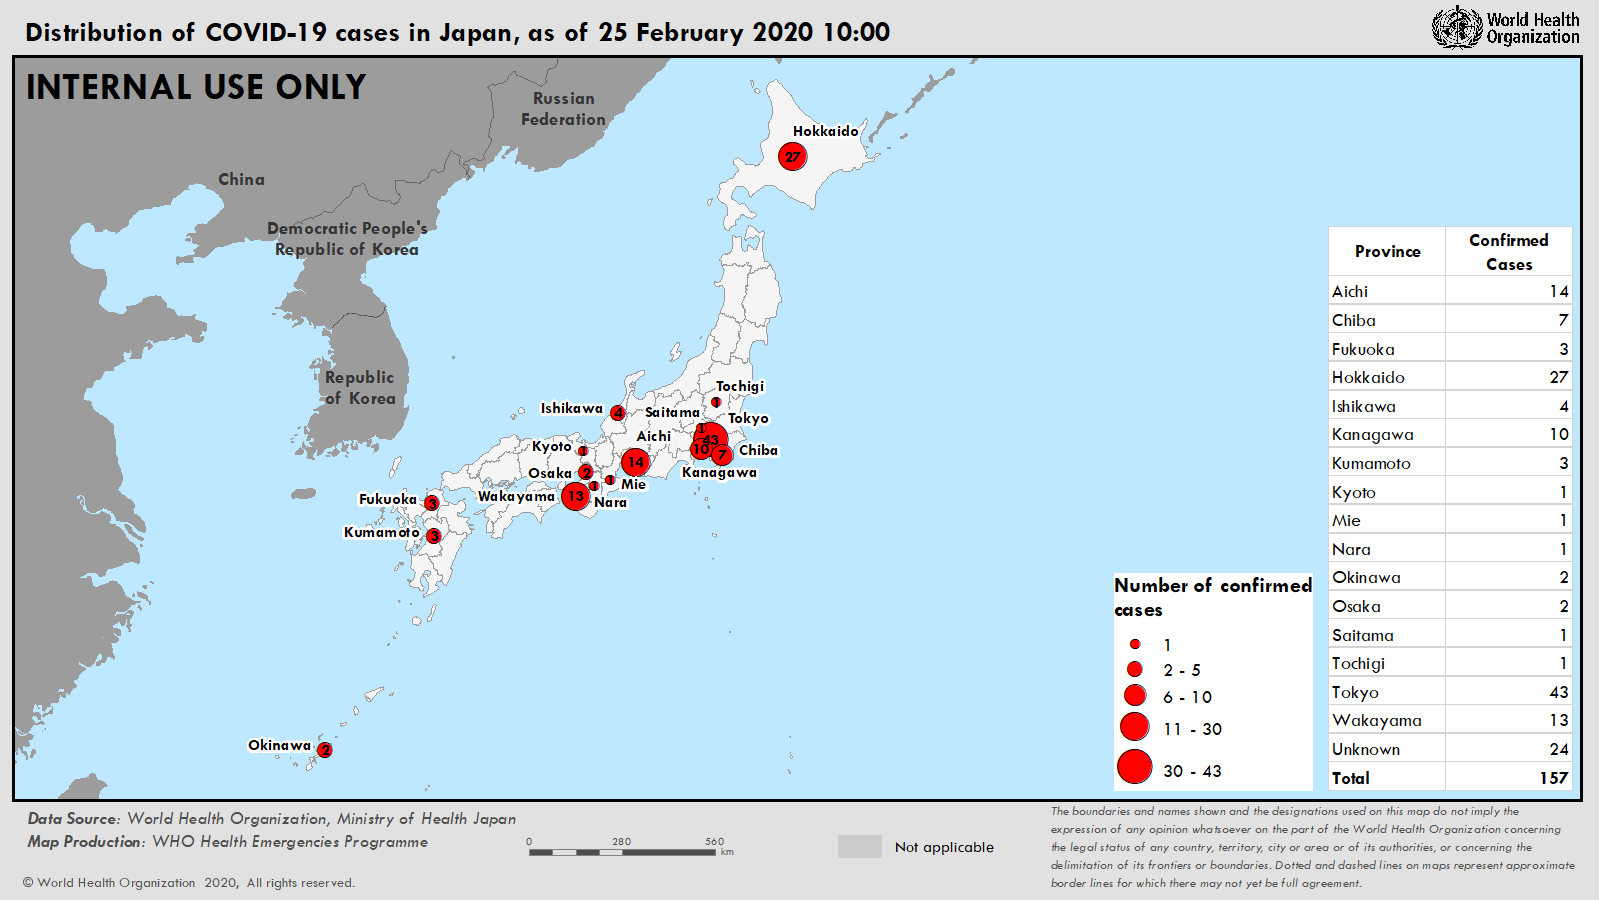 Distribution of COVID-19 cases in Japan, as of 25 February 2020 10:00
World Health
Organization
INTERNAL USE ONLY
Russian
Federation
China
Democratic People's
Republic of Korea
Republic
of Korea
Hokkaido
27
Tochigi
1
Ishikawa
4
Saitama
1
Tokyo
43
Aichi
14
Kanagawa
10
Chiba
7
Kyoto
1
Osaka
2
Mie
1
Nara
1
Wakayama
13
Fukuoka
3
Kumamoto
3
Okinawa
2
Number of confirmed
cases
1
2 - 5
6 - 10
11 - 30
30 - 43
Province Confirmed
Cases
Aichi 14
Chiba 7
Fukuoka 3
Hokkaido 27
Ishikawa 4
Kanagawa 10
Kumamoto 3
Kyoto 1
Mie 1
Nara 1
Okinawa 2
Osaka 2
Saitama 1
Tochigi 1
Tokyo 43
Wakayama 13
Unknown 24
Total 157
Data Source: World Health Organization, Ministry of Health Japan
Map Production: WHO Health Emergencies Programme
© World Health Organization 2020, All rights reserved.
0 280 560
km
Not applicable
The boundaries and names shown and the designations used on this map do not imply the
expression of any opinion whatsoever on the part of the World Health Organization concerning
the legal status of any country, territory, city or area or of its authorities, or concerning the
delimitation of its frontiers or boundaries. Dotted and dashed lines on maps represent approximate
border lines for which there may not yet be full agreement.